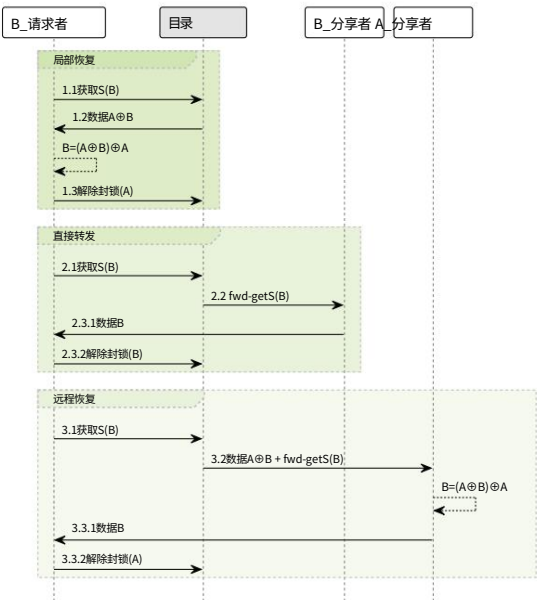 B_请求者
目录
B_分享者
A_分享者
局部恢复
1.1获取S(B)
1.2数据A⊕B
B=(A⊕B)⊕A
1.3解除封锁(A)
直接转发
2.1获取S(B)
2.2 fwd-getS(B)
2.3.1数据B
2.3.2解除封锁(B)
远程恢复
3.1获取S(B)
3.2数据A⊕B + fwd-getS(B)
B=(A⊕B)⊕A
3.3.1数据B
3.3.2解除封锁(A)